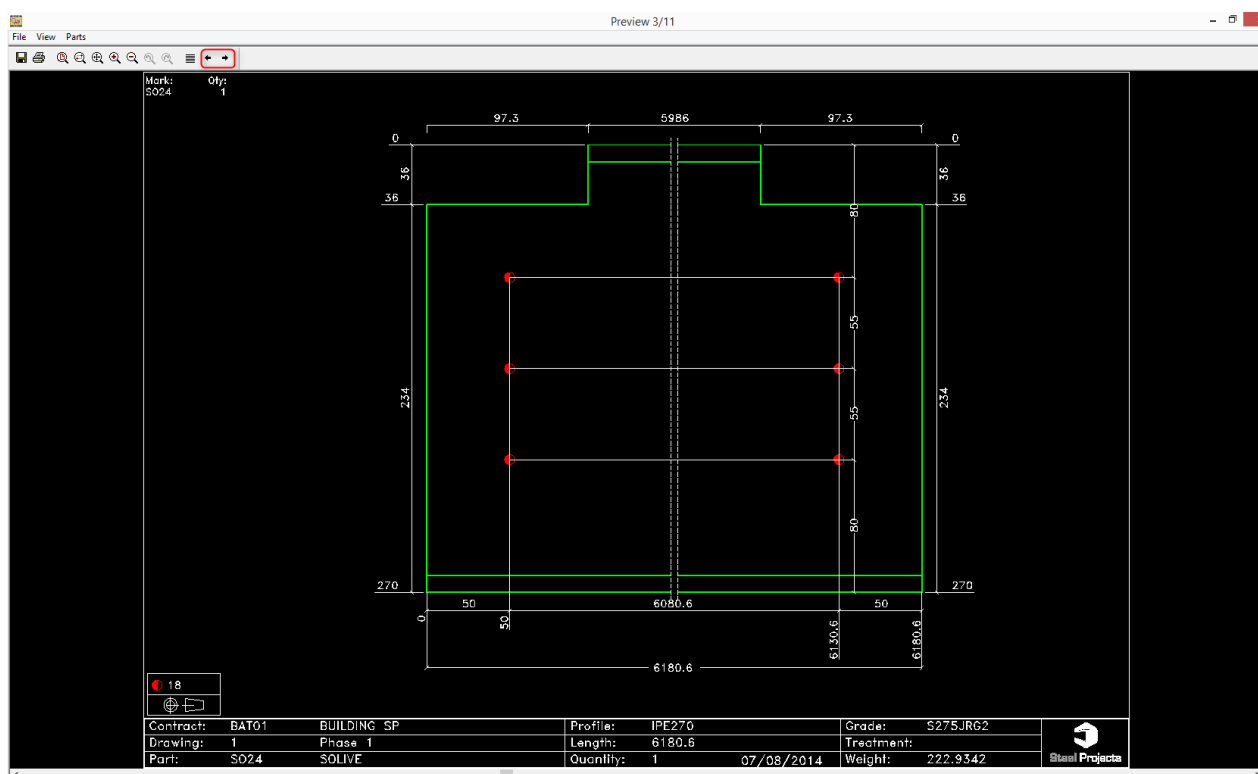 Preview 3/11
File View Parts
Mark: Qty:
SO24 1
97.3 5986 97.3
0 0
36 36
36 36
80
55
234 234
55
80
270 270
50 6080.6 50
0 50 6130.6 6180.6
6180.6
18
Contract: BAT01 BUILDING SP Profile: IPE270 Grade: S275JRG2
Drawing: 1 Phase 1 Length: 6180.6 Treatment:
Part: SO24 SOLIVE Quantity: 1 07/08/2014 Weight: 222.9342
Steel Projects